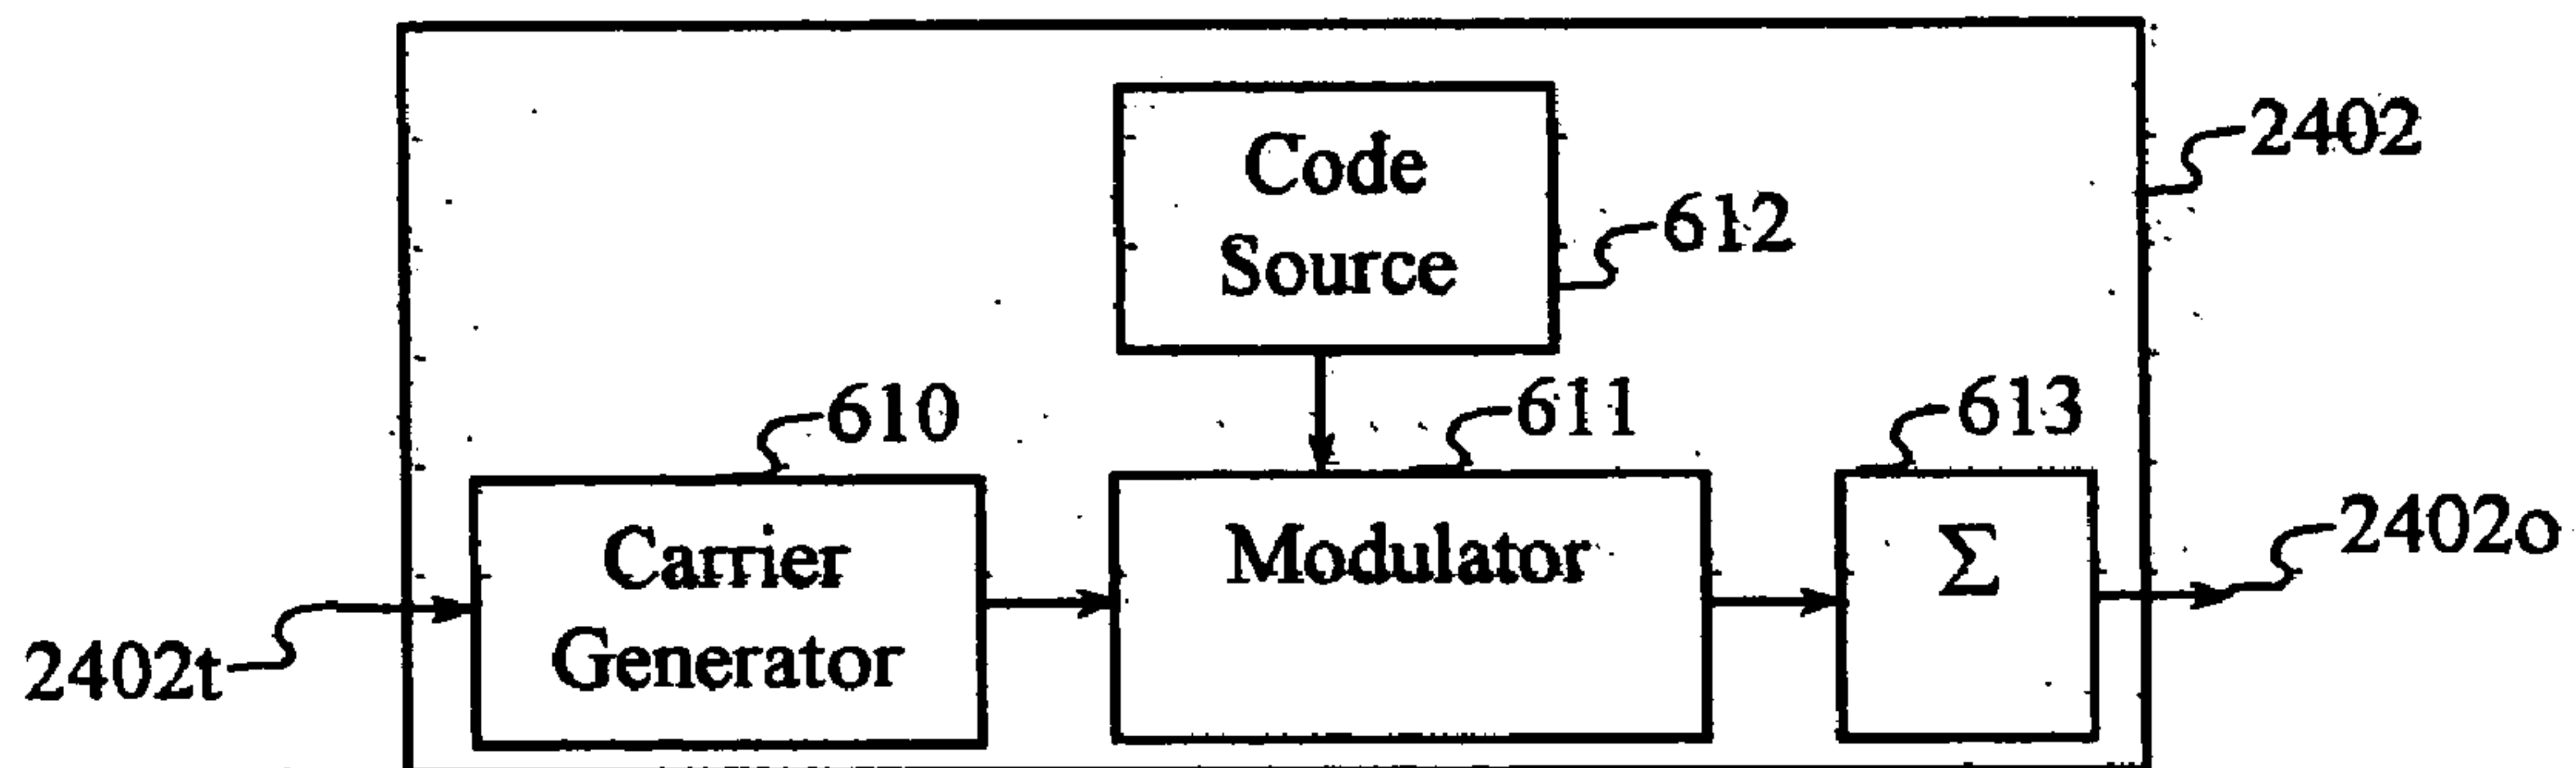 2402
Code
Source
612
610
611
613
Carrier
Generator
Modulator
Σ
2402o
2402t